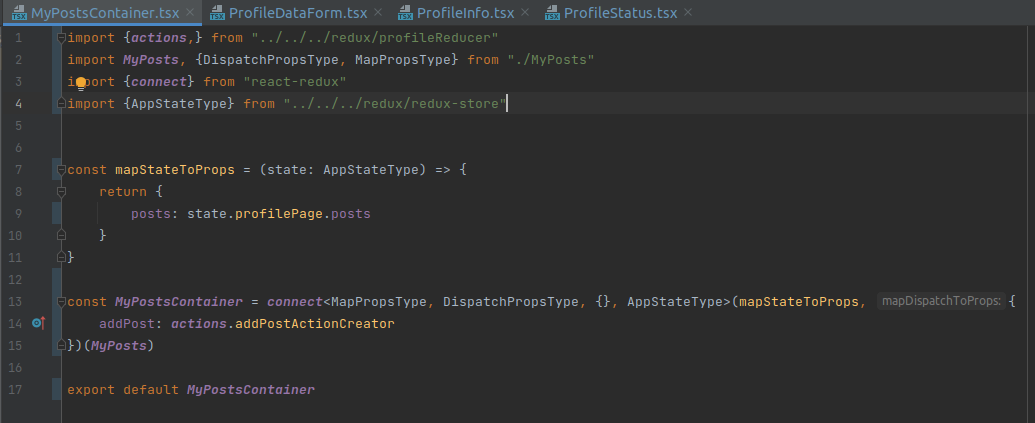 MyPostsContainer.tsx × ProfileDataForm.tsx × ProfileInfo.tsx × ProfileStatus.tsx ×
1 import {actions,} from "../../../redux/profileReducer"
2 import MyPosts, {DispatchPropsType, MapPropsType} from "./MyPosts"
3 import {connect} from "react-redux"
4 import {AppStateType} from "../../../redux/redux-store"
5
6
7 const mapStateToProps = (state: AppStateType) => {
8     return {
9         posts: state.profilePage.posts
10     }
11 }
12
13 const MyPostsContainer = connect<MapPropsType, DispatchPropsType, {}, AppStateType>(mapStateToProps, mapDispatchToProps: {
14     addPost: actions.addPostActionCreator
15 })(MyPosts)
16
17 export default MyPostsContainer